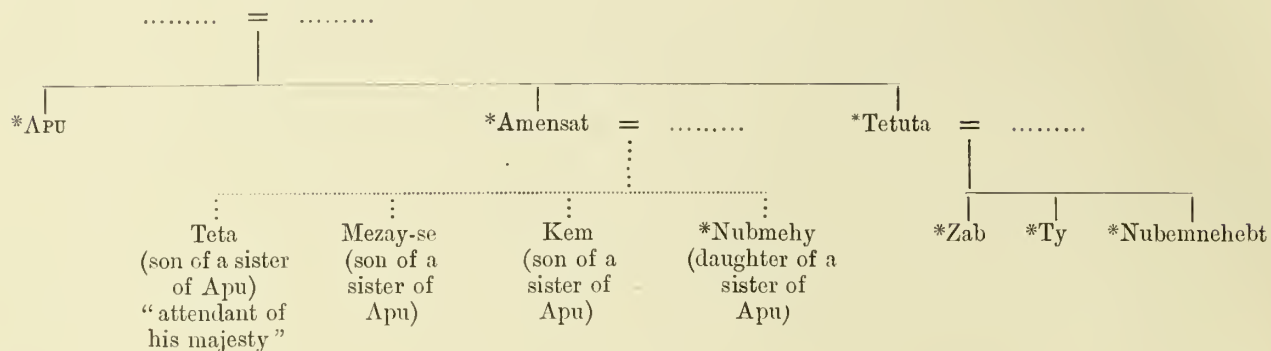 ......... = .........
*APU *Amensat = ......... *Tetuta = .........
Teta Mezay-se Kem *Nubmehy *Zab *Ty *Nubemnehebt
(son of a sister (son of a (son of a (daughter of a
of Apu) sister of sister of sister of
“attendant of Apu) Apu) Apu)
his majesty”